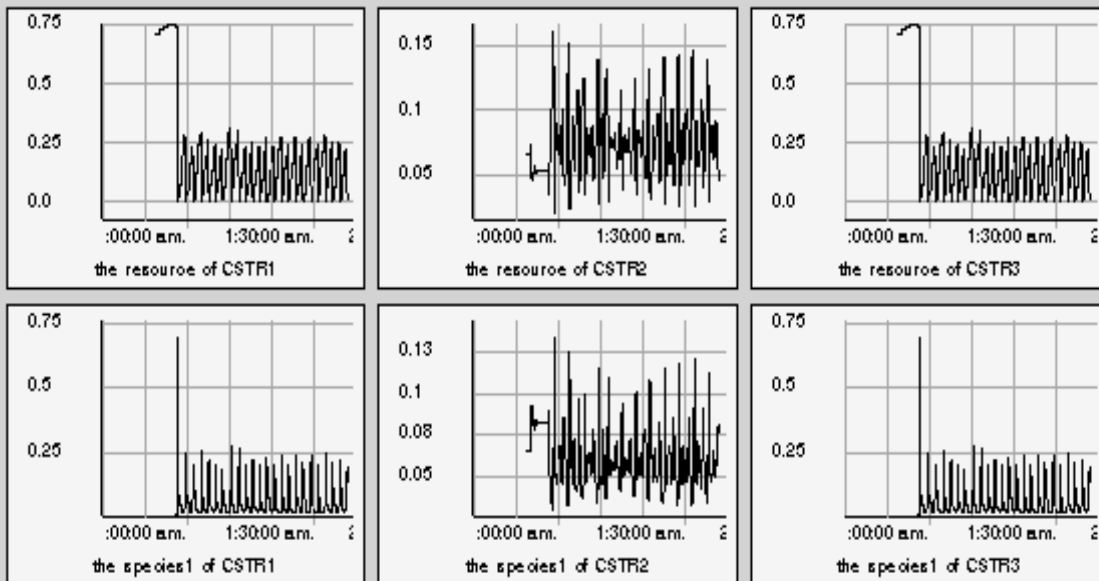 0.75
0.5
0.25
0.0
:00:00 a.m. 1:30:00 a.m. 2
the resource of CSTR1
0.15
0.1
0.05
:00:00 a.m. 1:30:00 a.m.
the resource of CSTR2
0.75
0.5
0.25
0.0
:00:00 a.m. 1:30:00 a.m. 2
the resource of CSTR3
0.75
0.5
0.25
:00:00 a.m. 1:30:00 a.m. 2
the species1 of CSTR1
0.13
0.1
0.08
0.05
:00:00 a.m. 1:30:00 a.m.
the species1 of CSTR2
0.75
0.5
0.25
:00:00 a.m. 1:30:00 a.m. 2
the species1 of CSTR3